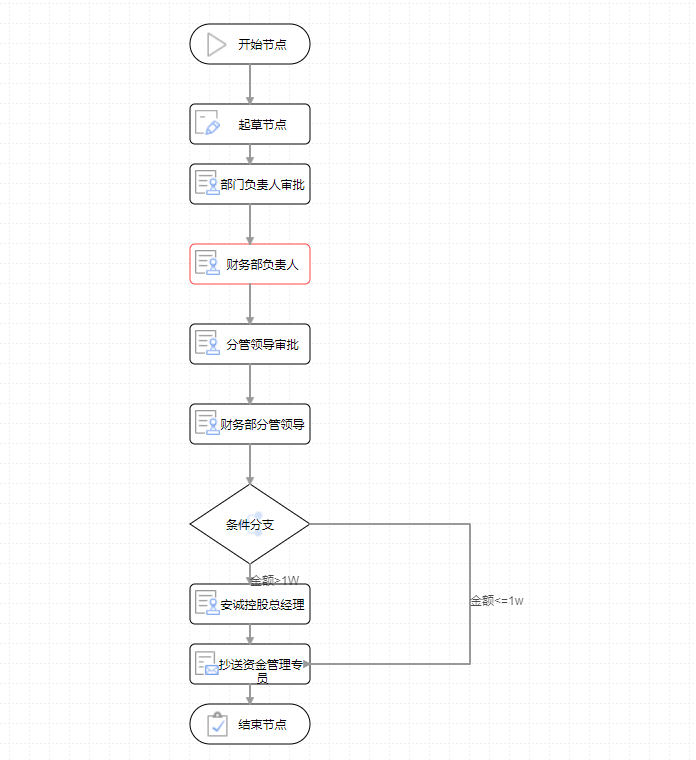 开始节点
起草节点
部门负责人审批
财务部负责人
分管领导审批
财务部分管领导
条件分支
金额>1W
安诚控股总经理
金额<=1w
抄送资金管理专
员
结束节点